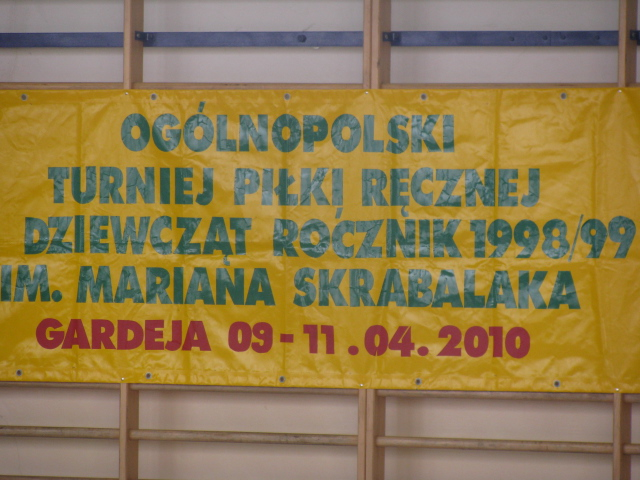 OGÓLNOPOLSKI
TURNIEJ PIŁKI RĘCZNEJ
DZIEWCZĄT ROCZNIK 1998/99
IM. MARIANA SKRABALAKA
GARDEJA 09-11.04.2010